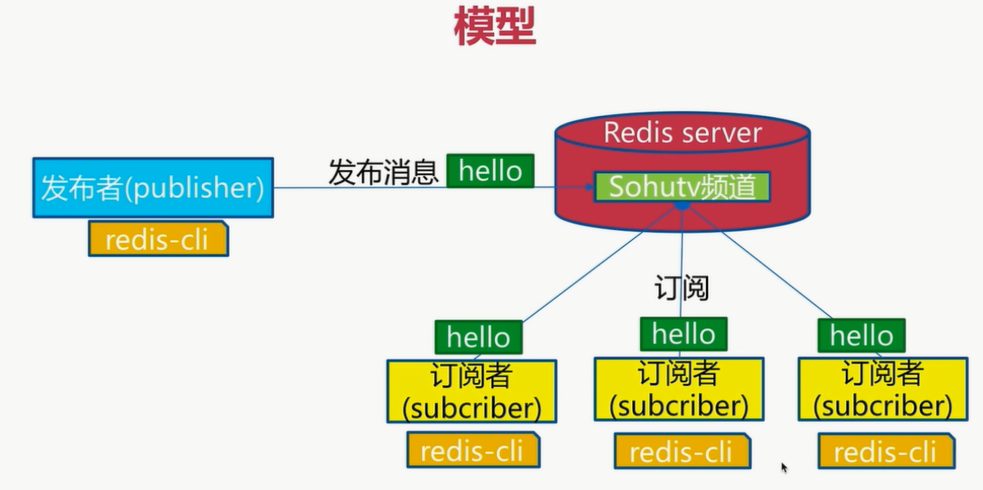 模型
Redis server
发布者(publisher)
发布消息
hello
Sohutv频道
redis-cli
订阅
hello
hello
hello
订阅者
(subcriber)
订阅者
(subcriber)
订阅者
(subcriber)
redis-cli
redis-cli
redis-cli